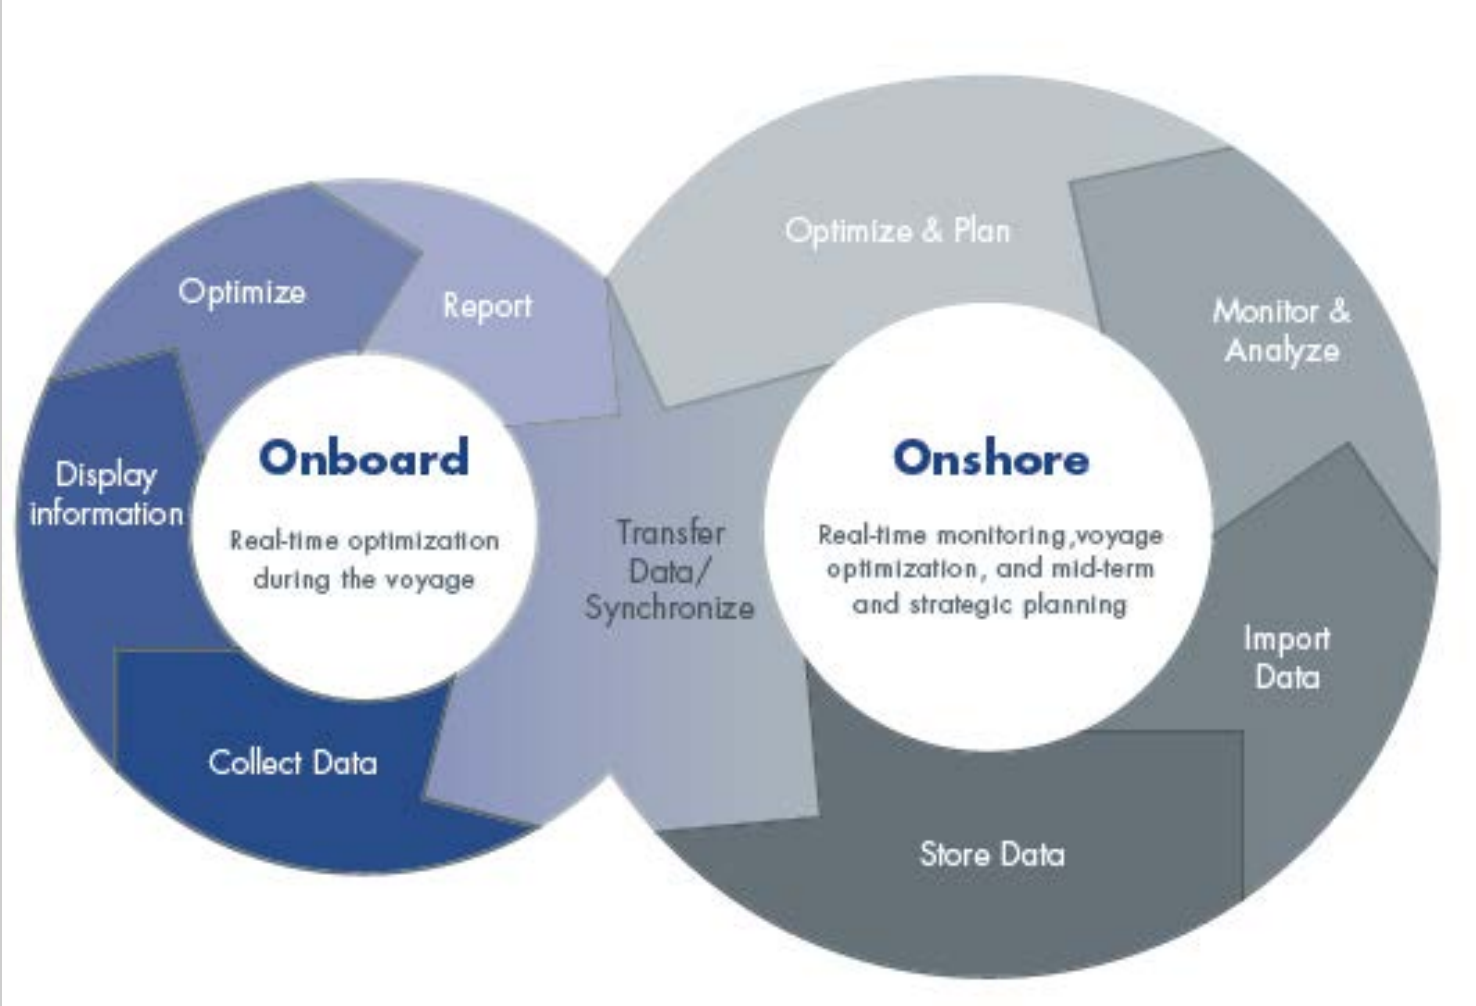 Optimize
Report
Display
information
Collect Data
Onboard
Real-time optimization
during the voyage
Transfer
Data/
Synchronize
Optimize & Plan
Monitor &
Analyze
Import
Data
Store Data
Onshore
Real-time monitoring,voyage
optimization, and mid-term
and strategic planning